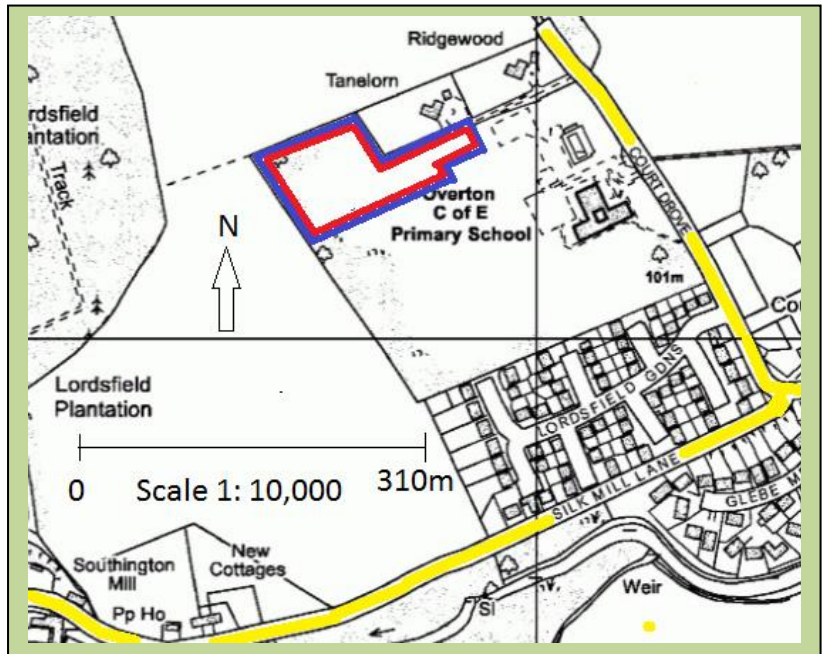 Ridgewood
Tanelorn
rdsfield
antation
Track
COURT DROVE
Overton
C of E
Primary School
N
101m
Cou
Lordsfield
Plantation
LORDSFIELD GDNS
0 Scale 1: 10,000 310m
SILK MILL LANE
GLEBE M
Southington
Mill
New
Cottages
Pp Ho
Sl
Weir